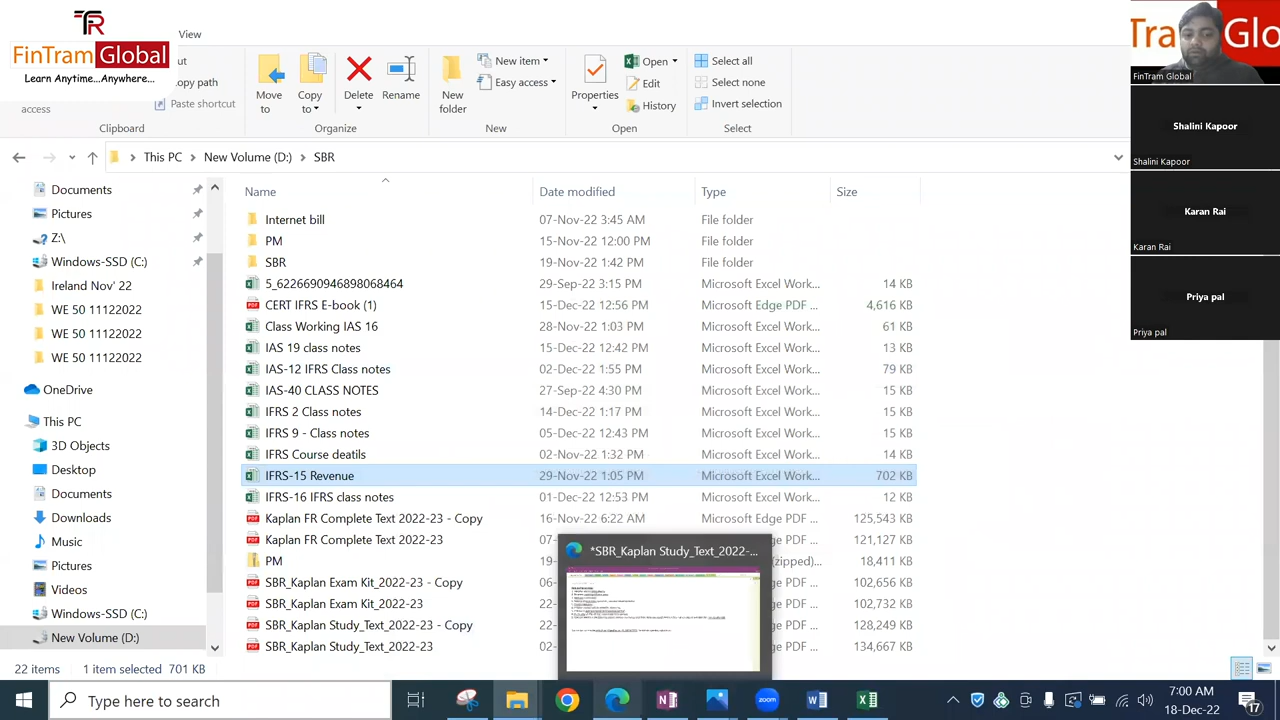 TR
FinTram Global
Learn Anytime...Anywhere...
View
ut
py path
Paste shortcut
access
Clipboard
Move to
Copy to
Delete
Rename
Organize
folder
New item
Easy access
New
Properties
Open
Edit
History
Open
Select all
Select none
Invert selection
Select
This PC > New Volume (D:) > SBR
Documents
Pictures
Z:\
Windows-SSD (C:)
Ireland Nov' 22
WE 50 11122022
WE 50 11122022
WE 50 11122022
OneDrive
This PC
3D Objects
Desktop
Documents
Downloads
Music
Pictures
Videos
Windows-SSD (C:)
New Volume (D:)
Name Date modified Type Size
Internet bill 07-Nov-22 3:45 AM File folder
PM 15-Nov-22 12:00 PM File folder
SBR 19-Nov-22 1:42 PM File folder
5_6226690946898068464 29-Sep-22 3:15 PM Microsoft Excel Work... 14 KB
CERT IFRS E-book (1) 15-Dec-22 12:56 PM Microsoft Edge PDF ... 4,616 KB
Class Working IAS 16 28-Nov-22 1:03 PM Microsoft Excel Work... 61 KB
IAS 19 class notes 15-Dec-22 12:42 PM Microsoft Excel Work... 13 KB
IAS-12 IFRS Class notes 02-Dec-22 1:55 PM Microsoft Excel Work... 79 KB
IAS-40 CLASS NOTES 27-Sep-22 4:30 PM Microsoft Excel Work... 15 KB
IFRS 2 Class notes 14-Dec-22 1:17 PM Microsoft Excel Work... 15 KB
IFRS 9 - Class notes 05-Dec-22 12:43 PM Microsoft Excel Work... 15 KB
IFRS Course deatils 02-Nov-22 1:32 PM Microsoft Excel Work... 14 KB
IFRS-15 Revenue 29-Nov-22 1:05 PM Microsoft Excel Work... 702 KB
IFRS-16 IFRS class notes 01-Dec-22 12:53 PM Microsoft Excel Work... 12 KB
Kaplan FR Complete Text 2022-23 - Copy 16-Nov-22 6:22 AM Microsoft Edge PDF ... 125,543 KB
Kaplan FR Complete Text 2022-23 PDF ... 121,127 KB
PM (zipped)... 18,411 KB
SBR_Kaplan Exam Kit_2022-23 - Copy 06- PDF ... 102,656 KB
SBR_Kaplan Exam Kit_2022-23 22- PDF ...
SBR_Kaplan Study_text_2022-23 - Copy 22- PDF ... 128,249 KB
SBR_Kaplan Study_Text_2022-23 02- PDF ... 134,667 KB
*SBR_Kaplan Study_Text_2022-...
22 items 1 item selected 701 KB
Type here to search
zoom
7:00 AM
18-Dec-22
17
Tra Glo
FinTram Global
Shalini Kapoor
Shalini Kapoor
Karan Rai
Karan Rai
Priya pal
Priya pal